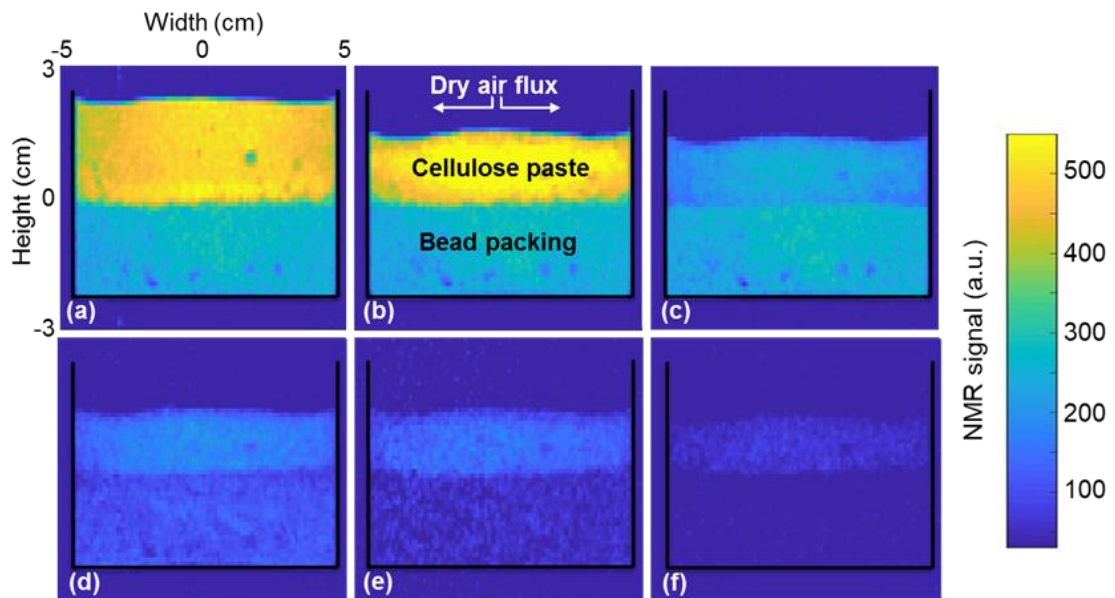 Width (cm)
-5 0 5
3
0
-3
Height (cm)
Dry air flux
Cellulose paste
Bead packing
(a) (b) (c)
(d) (e) (f)
500
400
300
200
100
NMR signal (a.u.)